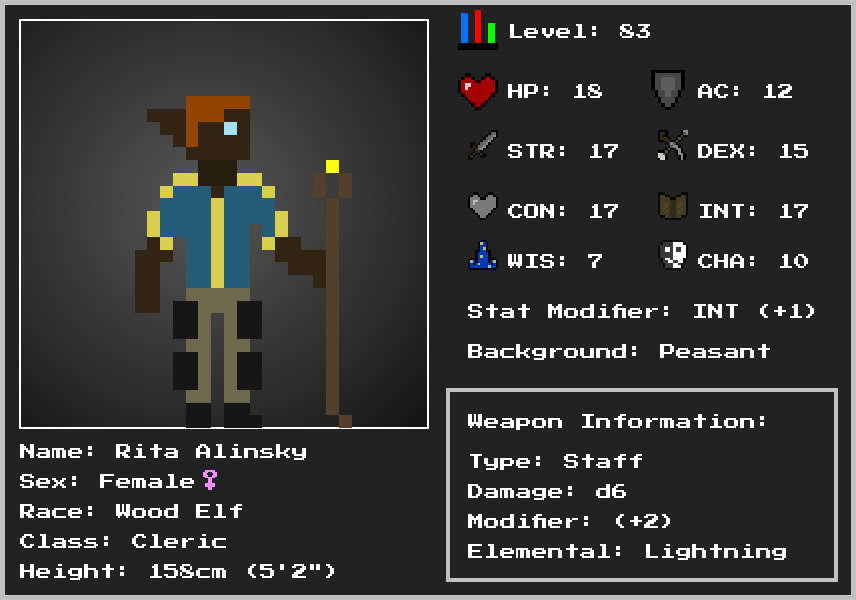 Level: 83
HP: 18
AC: 12
STR: 17
DEX: 15
CON: 17
INT: 17
WIS: 7
CHA: 10
Stat Modifier: INT (+1)
Background: Peasant
Weapon Information:
Type: Staff
Damage: d6
Modifier: (+2)
Elemental: Lightning
Name: Rita Alinsky
Sex: Female♀
Race: Wood Elf
Class: Cleric
Height: 158cm (5'2")